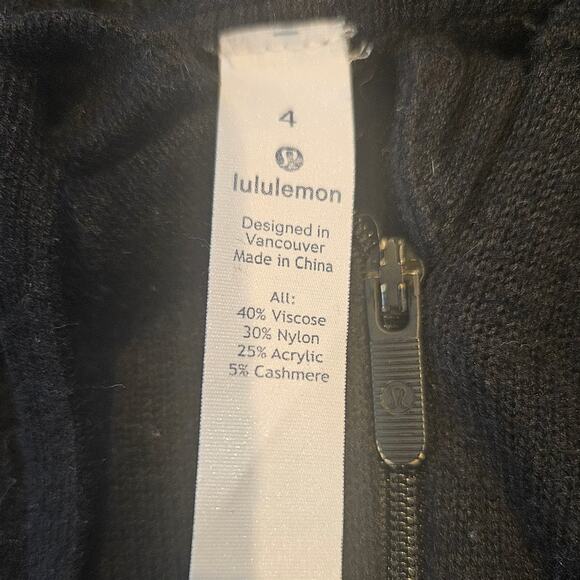 4
lululemon
Designed in
Vancouver
Made in China
All:
40% Viscose
30% Nylon
25% Acrylic
5% Cashmere